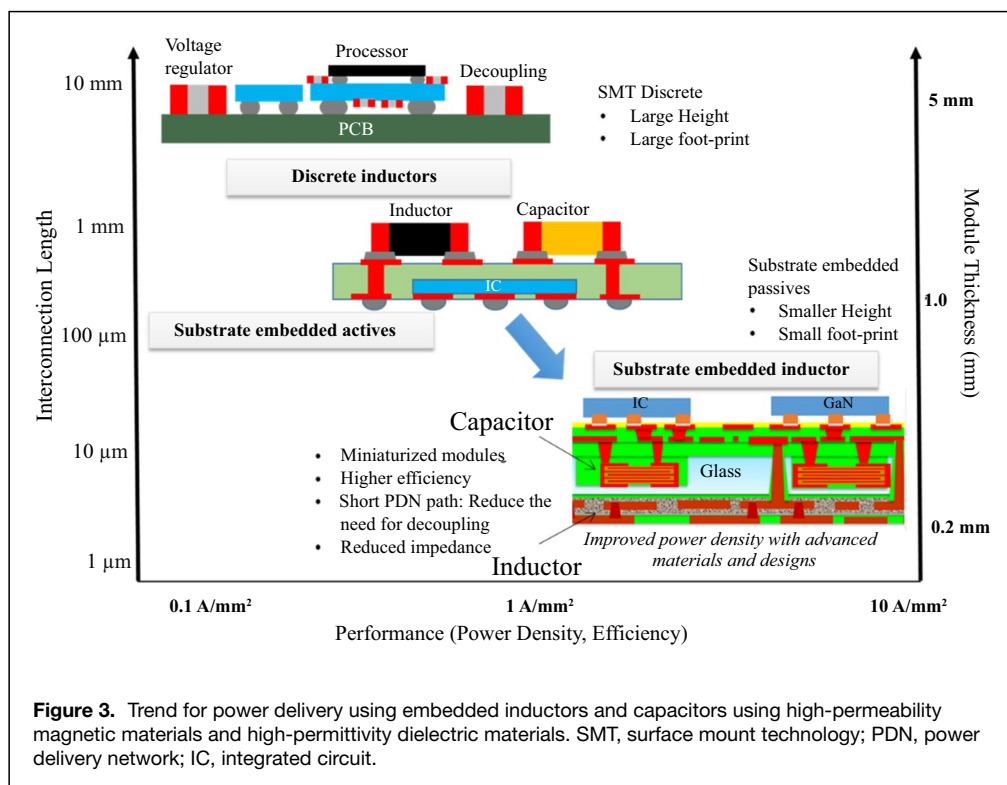 Voltage
regulator
Processor
Decoupling
PCB
SMT Discrete
• Large Height
• Large foot-print
Discrete inductors
Inductor
Capacitor
IC
Substrate embedded actives
Substrate embedded
passives
• Smaller Height
• Small foot-print
Substrate embedded inductor
IC
GaN
Capacitor
Glass
• Miniaturized modules
• Higher efficiency
• Short PDN path: Reduce the
need for decoupling
• Reduced impedance
Inductor
Improved power density with advanced
materials and designs
Interconnection Length
10 mm
1 mm
100 µm
10 µm
1 µm
Module Thickness (mm)
5 mm
1.0
0.2 mm
0.1 A/mm²
1 A/mm²
10 A/mm²
Performance (Power Density, Efficiency)
Figure 3. Trend for power delivery using embedded inductors and capacitors using high-permeability
magnetic materials and high-permittivity dielectric materials. SMT, surface mount technology; PDN, power
delivery network; IC, integrated circuit.